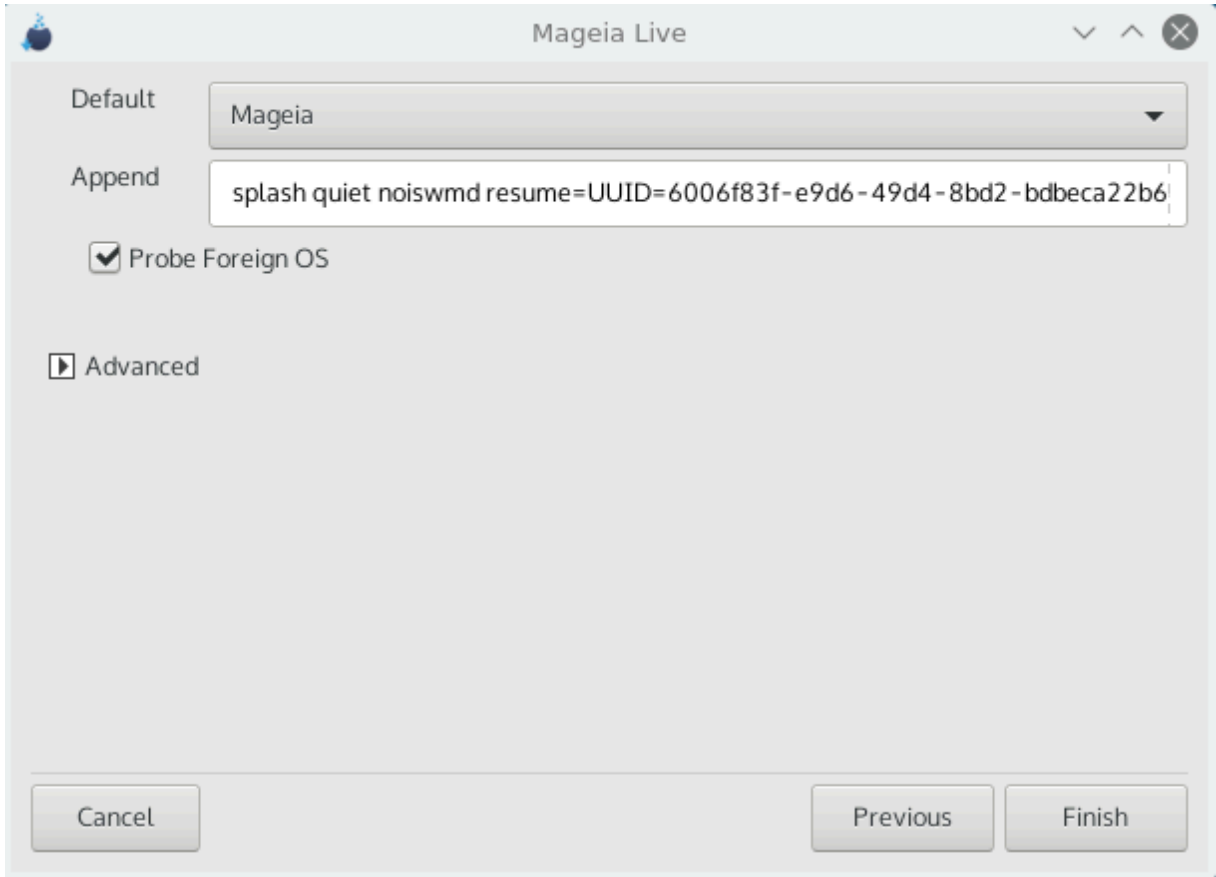 Mageia Live
Default
Mageia
Append
splash quiet noiswmd resume=UUID=6006f83f-e9d6-49d4-8bd2-bdbeca22b6
Probe Foreign OS
Advanced
Cancel
Previous
Finish